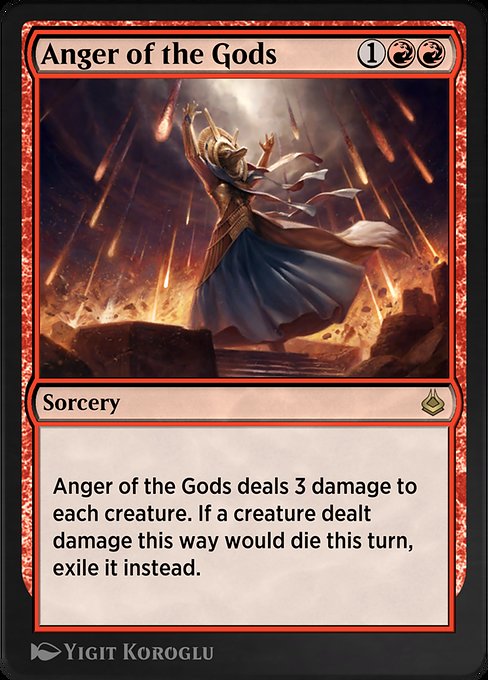 Anger of the Gods 1
Sorcery
Anger of the Gods deals 3 damage to
each creature. If a creature dealt
damage this way would die this turn,
exile it instead.
Yigit Koroglu